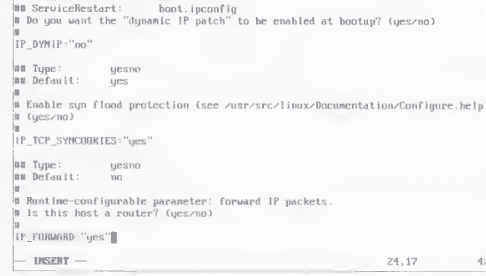 ## ServiceRestart: boot.ipconfig
# Do you want the "dynamic IP patch" to be enabled at bootup? (yes/no)
#
IP_DYNIP="no"
## Type: yesno
## Default: yes
#
# Enable syn flood protection (see /usr/src/linux/Documentation/Configure.help)
# (yes/no)
#
IP_TCP_SYNCOOKIES="yes"
## Type: yesno
## Default: no
#
# Runtime-configurable parameter: forward IP packets.
# Is this host a router? (yes/no)
#
IP_FORWARD "yes"
-- INSERT -- 24,17 4%